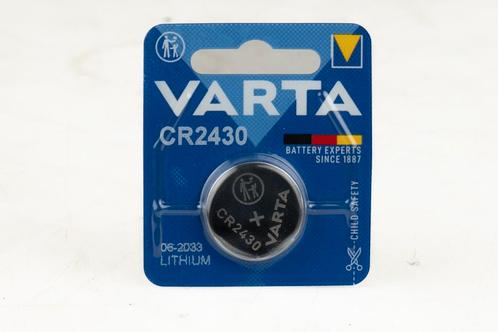 VARTA
CR2430
BATTERY EXPERTS
SINCE 1887
VARTA
CR2430
+
CHILD SAFETY
06-2033
LITHIUM